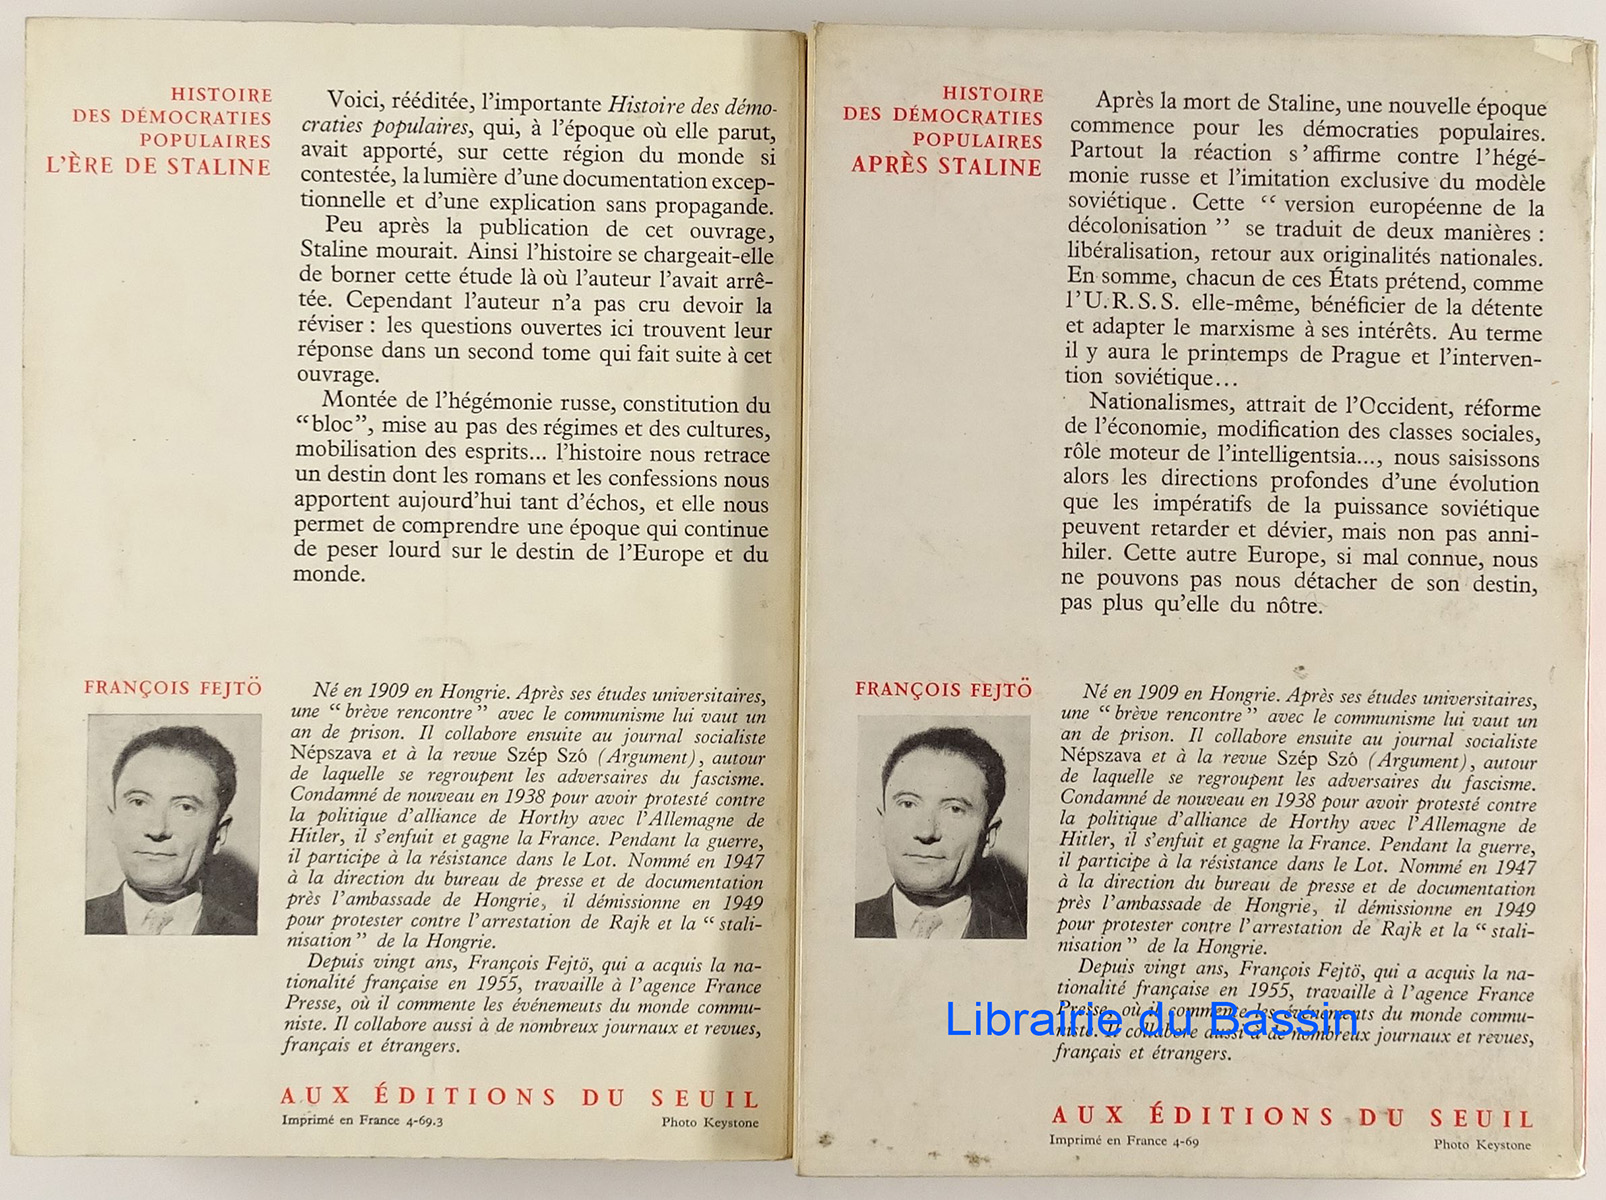 HISTOIRE
DES DÉMOCRATIES
POPULAIRES
L'ÈRE DE STALINE
Voici, rééditée, l'importante Histoire des démo-
craties populaires, qui, à l'époque où elle parut,
avait apporté, sur cette région du monde si
contestée, la lumière d'une documentation excep-
tionnelle et d'une explication sans propagande.
Peu après la publication de cet ouvrage,
Staline mourait. Ainsi l'histoire se chargeait-elle
de borner cette étude là où l'auteur l'avait arrê-
tée. Cependant l'auteur n'a pas cru devoir la
réviser : les questions ouvertes ici trouvent leur
réponse dans un second tome qui fait suite à cet
ouvrage.
Montée de l'hégémonie russe, constitution du
“bloc”, mise au pas des régimes et des cultures,
mobilisation des esprits... l'histoire nous retrace
un destin dont les romans et les confessions nous
apportent aujourd'hui tant d'échos, et elle nous
permet de comprendre une époque qui continue
de peser lourd sur le destin de l'Europe et du
monde.
FRANÇOIS FEJTÖ
Né en 1909 en Hongrie. Après ses études universitaires,
une “brève rencontre” avec le communisme lui vaut un
an de prison. Il collabore ensuite au journal socialiste
Népszava et à la revue Szép Szó (Argument), autour
de laquelle se regroupent les adversaires du fascisme.
Condamné de nouveau en 1938 pour avoir protesté contre
la politique d'alliance de Horthy avec l'Allemagne de
Hitler, il s'enfuit et gagne la France. Pendant la guerre,
il participe à la résistance dans le Lot. Nommé en 1947
à la direction du bureau de presse et de documentation
près l'ambassade de Hongrie, il démissionne en 1949
pour protester contre l'arrestation de Rajk et la “stali-
nisation” de la Hongrie.
Depuis vingt ans, François Fejtö, qui a acquis la na-
tionalité française en 1955, travaille à l'agence France
Presse, où il commente les événemeuts du monde commu-
niste. Il collabore aussi à de nombreux journaux et revues,
français et étrangers.
AUX ÉDITIONS DU SEUIL
Imprimé en France 4-69.3
Photo Keystone
HISTOIRE
DES DÉMOCRATIES
POPULAIRES
APRÈS STALINE
Après la mort de Staline, une nouvelle époque
commence pour les démocraties populaires.
Partout la réaction s'affirme contre l'hégé-
monie russe et l'imitation exclusive du modèle
soviétique. Cette “version européenne de la
décolonisation” se traduit de deux manières :
libéralisation, retour aux originalités nationales.
En somme, chacun de ces États prétend, comme
l'U.R.S.S. elle-même, bénéficier de la détente
et adapter le marxisme à ses intérêts. Au terme
il y aura le printemps de Prague et l'interven-
tion soviétique...
Nationalismes, attrait de l'Occident, réforme
de l'économie, modification des classes sociales,
rôle moteur de l'intelligentsia..., nous saisissons
alors les directions profondes d'une évolution
que les impératifs de la puissance soviétique
peuvent retarder et dévier, mais non pas anni-
hiler. Cette autre Europe, si mal connue, nous
ne pouvons pas nous détacher de son destin,
pas plus qu'elle du nôtre.
FRANÇOIS FEJTÖ
Né en 1909 en Hongrie. Après ses études universitaires,
une “brève rencontre” avec le communisme lui vaut un
an de prison. Il collabore ensuite au journal socialiste
Népszava et à la revue Szép Szó (Argument), autour
de laquelle se regroupent les adversaires du fascisme.
Condamné de nouveau en 1938 pour avoir protesté contre
la politique d'alliance de Horthy avec l'Allemagne de
Hitler, il s'enfuit et gagne la France. Pendant la guerre,
il participe à la résistance dans le Lot. Nommé en 1947
à la direction du bureau de presse et de documentation
près l'ambassade de Hongrie, il démissionne en 1949
pour protester contre l'arrestation de Rajk et la “stali-
nisation” de la Hongrie.
Depuis vingt ans, François Fejtö, qui a acquis la na-
tionalité française en 1955, travaille à l'agence France
Presse, où il commente les événements du monde commu-
niste. Il collabore aussi à de nombreux journaux et revues,
français et étrangers.
Librairie du Bassin
AUX ÉDITIONS DU SEUIL
Imprimé en France 4-69
Photo Keystone